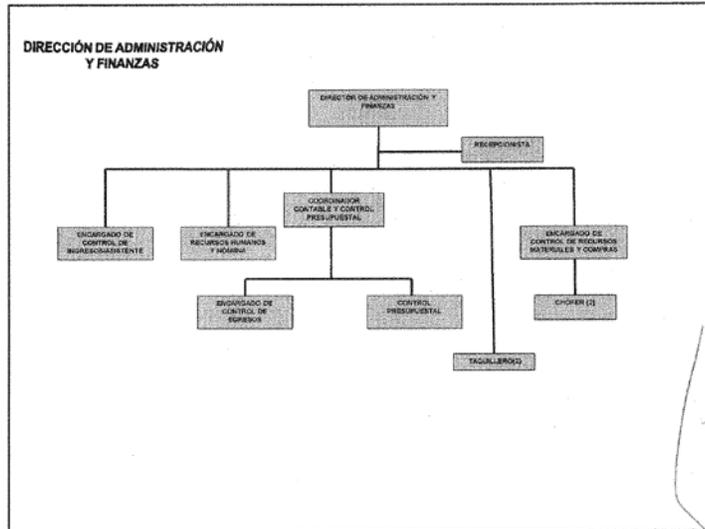 DIRECCIÓN DE ADMINISTRACIÓN
Y FINANZAS
DIRECTOR DE ADMINISTRACIÓN Y
FINANZAS
RECEPCIONISTA
COORDINADOR
CONTABLE Y CONTROL
PRESUPUESTAL
ENCARGADO DE
CONTROL DE
INGRESOS/ASISTENTE
ENCARGADO DE
RECURSOS HUMANOS
Y NÓMINA
ENCARGADO DE
CONTROL DE RECURSOS
MATERIALES Y COMPRAS
ENCARGADO DE
CONTROL DE
EGRESOS
CONTROL
PRESUPUESTAL
CHOFER (2)
TAQUILLERO(2)